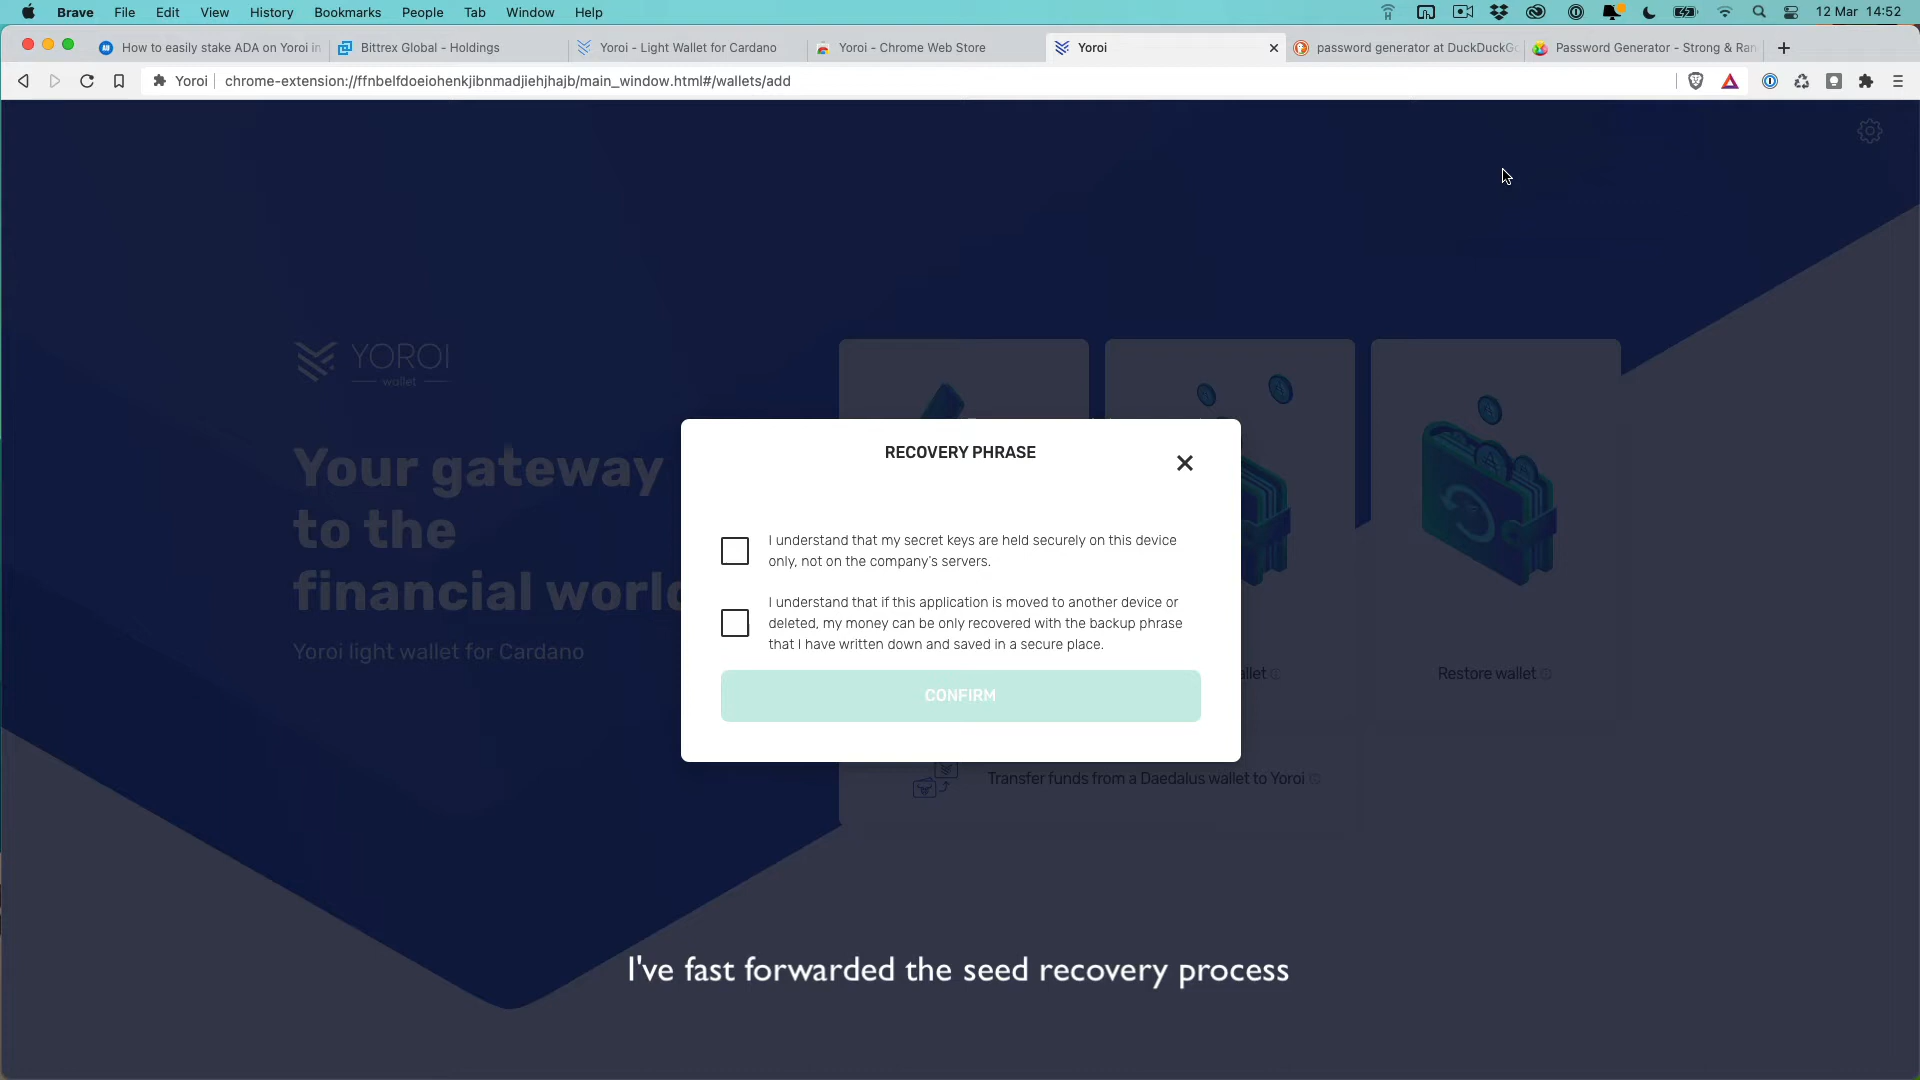 Brave File Edit View History Bookmarks People Tab Window Help 12 Mar 14:52
How to easily stake ADA on Yoroi in Bittrex Global - Holdings Yoroi - Light Wallet for Cardano Yoroi - Chrome Web Store Yoroi password generator at DuckDuckGo Password Generator - Strong & Ran
Yoroi chrome-extension://ffnbelfdoeiohenkjibnmadjiehjhajb/main_window.html#/wallets/add
YOROI
wallet
Your gateway
to the
financial world
Yoroi light wallet for Cardano
RECOVERY PHRASE
I understand that my secret keys are held securely on this device
only, not on the company's servers.
I understand that if this application is moved to another device or
deleted, my money can be only recovered with the backup phrase
that I have written down and saved in a secure place.
CONFIRM
allet
Restore wallet
Transfer funds from a Daedalus wallet to Yoroi
I've fast forwarded the seed recovery process